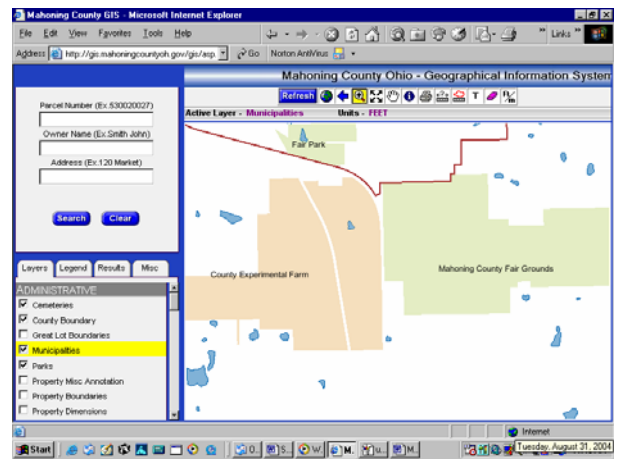 Mahoning County GIS - Microsoft Internet Explorer
File Edit View Favorites Tools Help
Links
Address http://gis.mahoningcountyoh.gov/gis/asp
Go Norton AntiVirus
Mahoning County Ohio - Geographical Information System
Refresh
T
Active Layer - Municipalities Units - FEET
Parcel Number (Ex.530020027)
Owner Name (Ex.Smith John)
Address (Ex.120 Market)
Search Clear
Layers Legend Results Misc
ADMINISTRATIVE
Cemeteries
County Boundary
Great Lot Boundaries
Municipalities
Parks
Property Misc Annotation
Property Boundaries
Property Dimensions
Fair Park
County Experimental Farm
Mahoning County Fair Grounds
Internet
Start
Tuesday, August 31, 2004